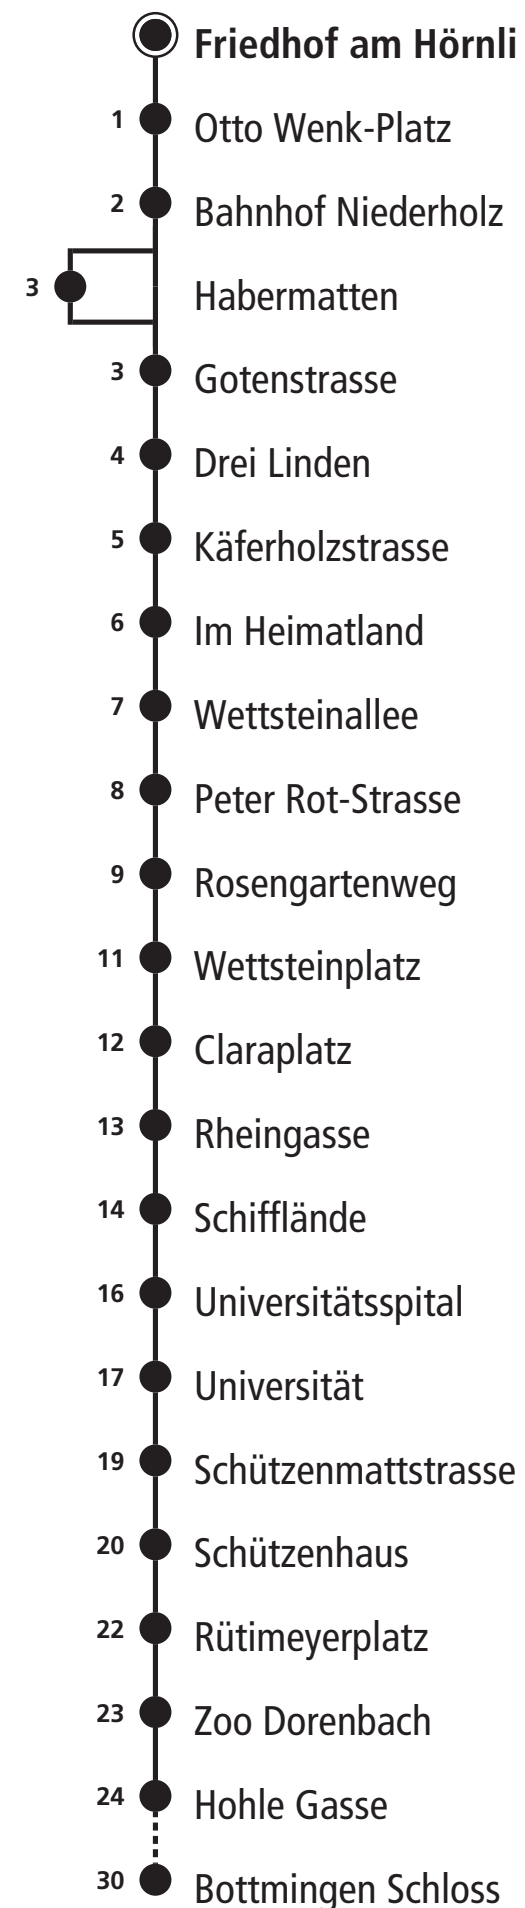 Friedhof am Hörnli
1 Otto Wenk-Platz
2 Bahnhof Niederholz
3 Habermatten
3 Gotenstrasse
4 Drei Linden
5 Käferholzstrasse
6 Im Heimatland
7 Wettsteinallee
8 Peter Rot-Strasse
9 Rosengartenweg
11 Wettsteinplatz
12 Claraplatz
13 Rheingasse
14 Schifflände
16 Universitätsspital
17 Universität
19 Schützenmattstrasse
20 Schützenhaus
22 Rütimeyerplatz
23 Zoo Dorenbach
24 Hohle Gasse
30 Bottmingen Schloss